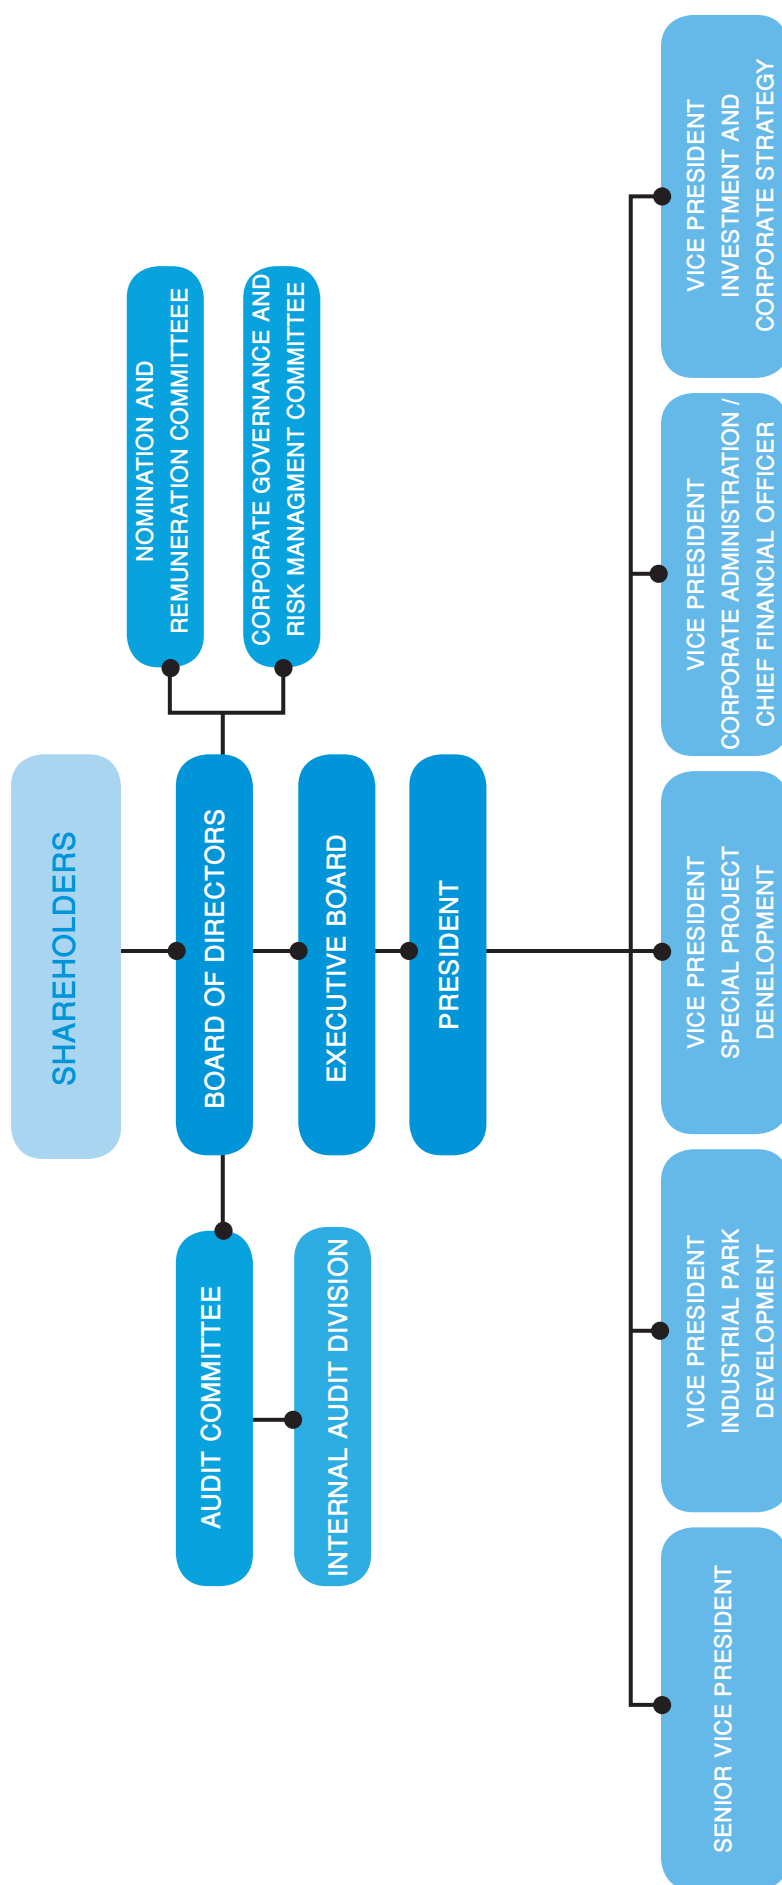 SHAREHOLDERS
NOMINATION AND
REMUNERATION COMMITTEEE
AUDIT COMMITTEE
BOARD OF DIRECTORS
CORPORATE GOVERNANCE AND
RISK MANAGMENT COMMITTEE
INTERNAL AUDIT DIVISION
EXECUTIVE BOARD
PRESIDENT
SENIOR VICE PRESIDENT
VICE PRESIDENT
INDUSTRIAL PARK
DEVELOPMENT
VICE PRESIDENT
SPECIAL PROJECT
DENELOPMENT
VICE PRESIDENT
CORPORATE ADMINISTRATION /
CHIEF FINANCIAL OFFICER
VICE PRESIDENT
INVESTMENT AND
CORPORATE STRATEGY